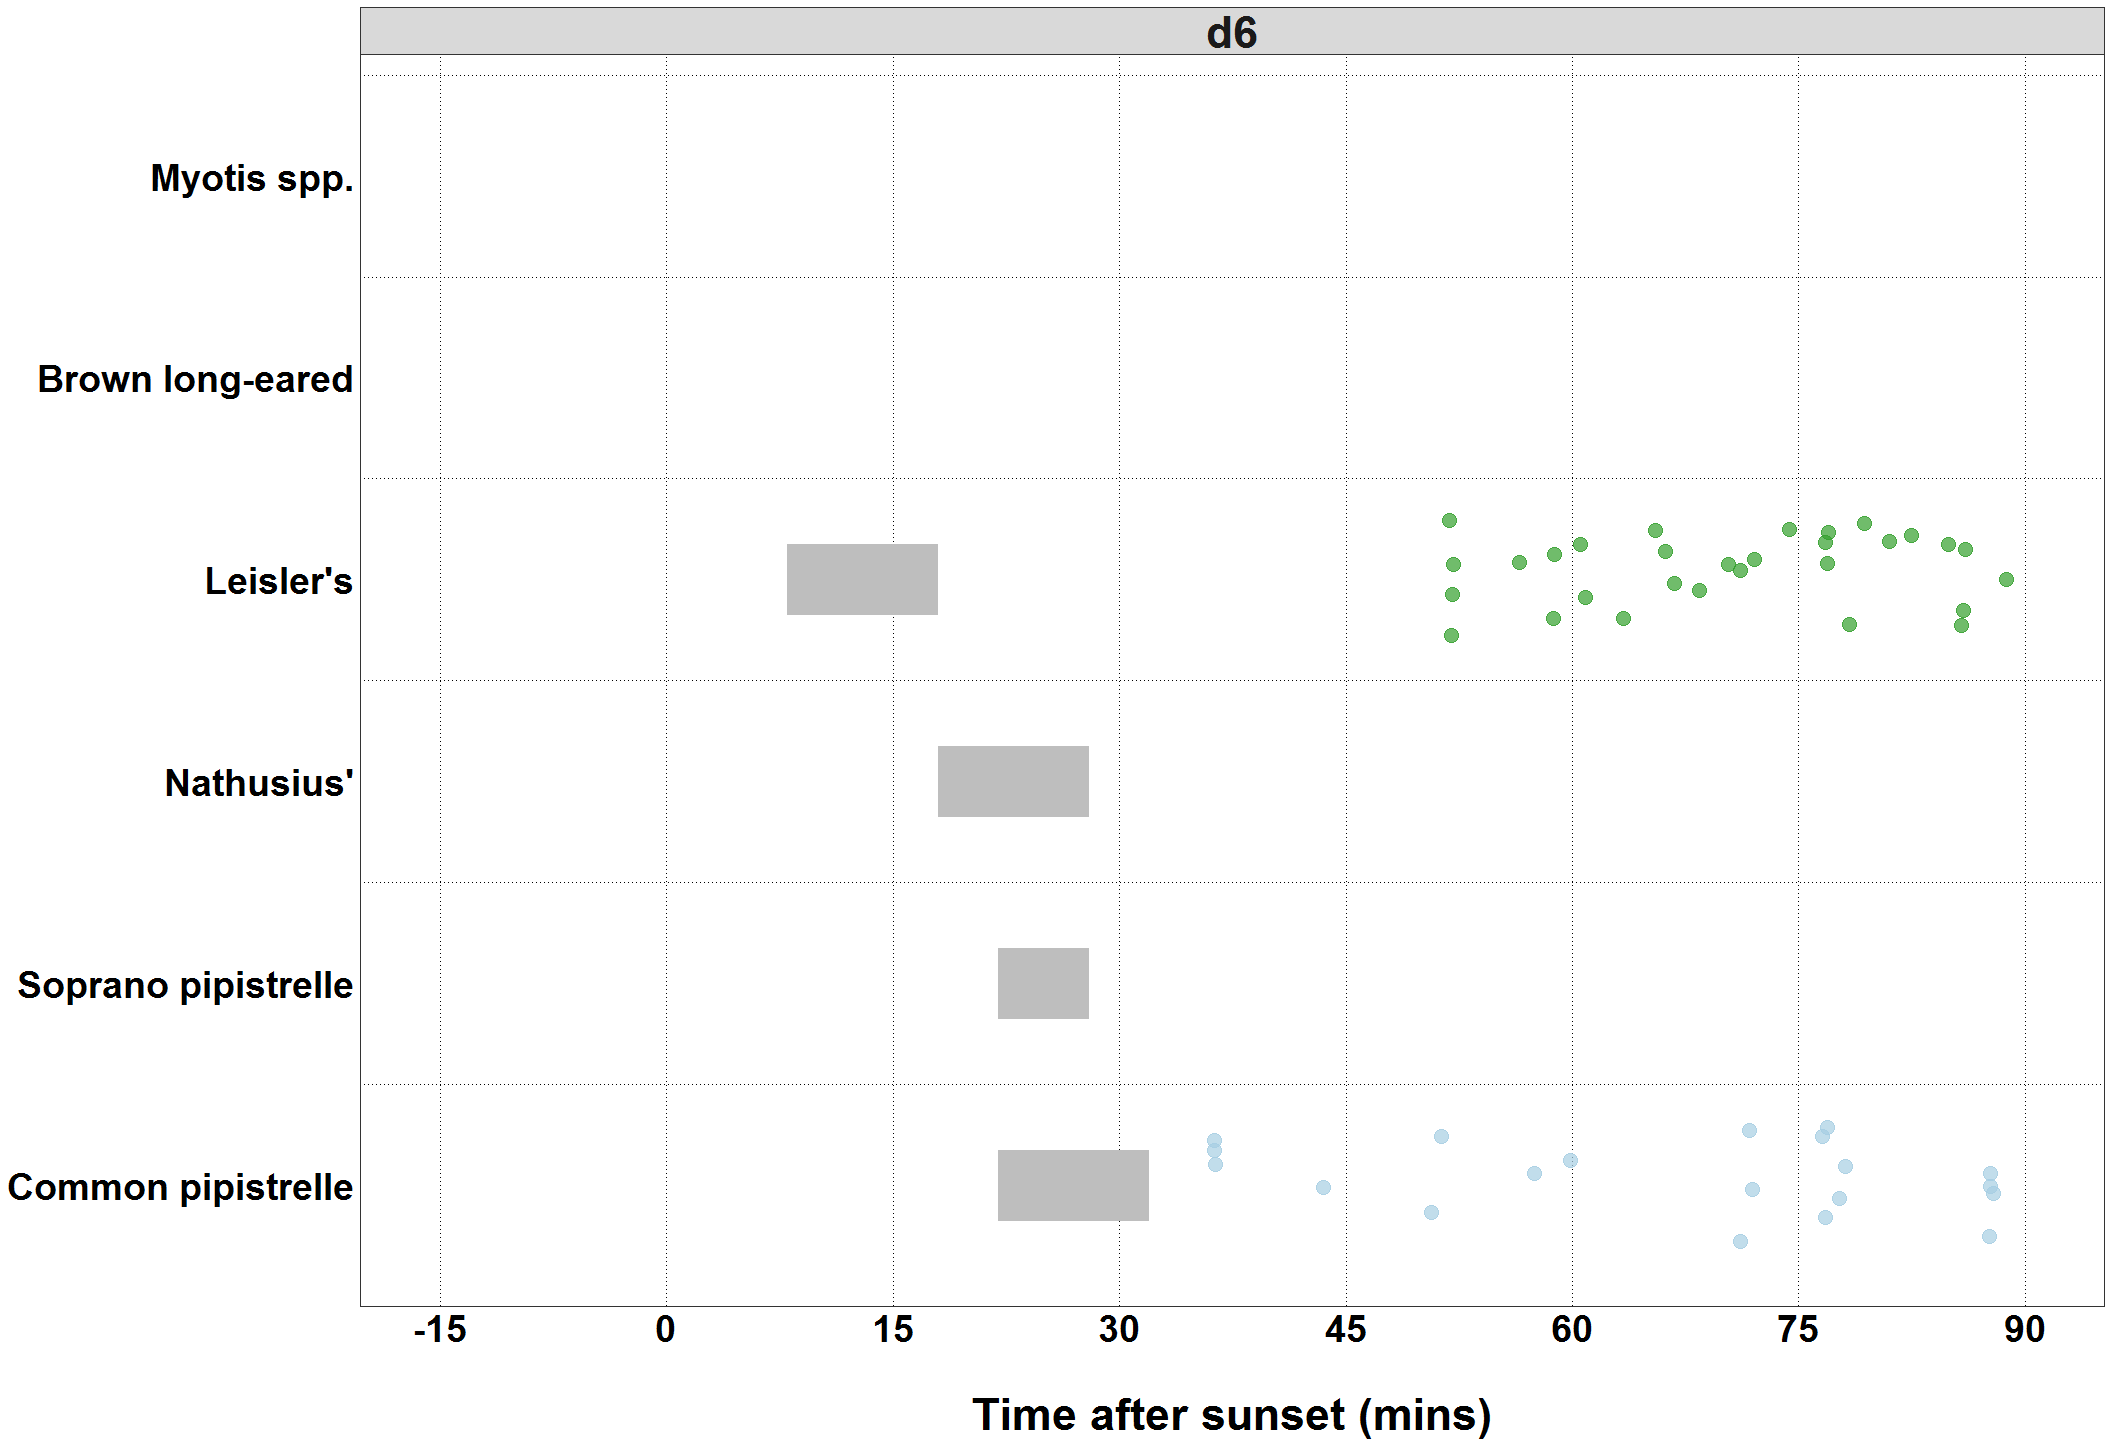 d6
Myotis spp.
Brown long-eared
Leisler's
Nathusius'
Soprano pipistrelle
Common pipistrelle
-15 0 15 30 45 60 75 90
Time after sunset (mins)